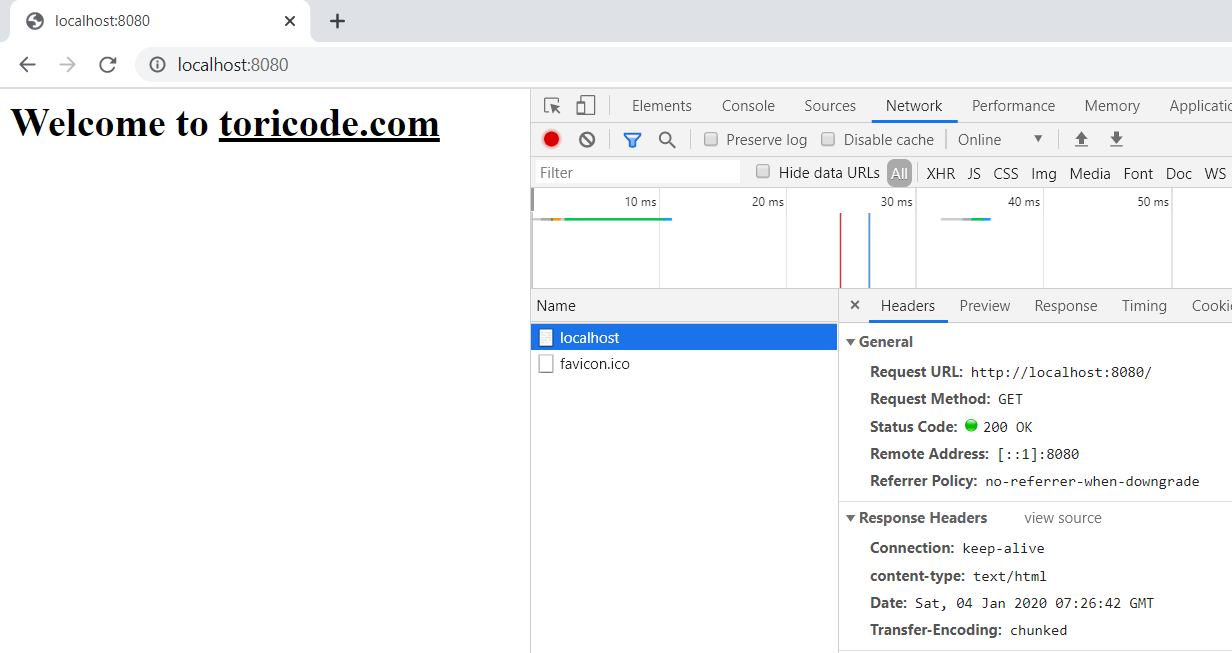 localhost:8080
localhost:8080
Welcome to toricode.com
Elements Console Sources Network Performance Memory Applicatio
Preserve log Disable cache Online
Filter Hide data URLs All XHR JS CSS Img Media Font Doc WS
10 ms 20 ms 30 ms 40 ms 50 ms
Name
localhost
favicon.ico
Headers Preview Response Timing Cooki
General
Request URL: http://localhost:8080/
Request Method: GET
Status Code: 200 OK
Remote Address: [::1]:8080
Referrer Policy: no-referrer-when-downgrade
Response Headers view source
Connection: keep-alive
content-type: text/html
Date: Sat, 04 Jan 2020 07:26:42 GMT
Transfer-Encoding: chunked